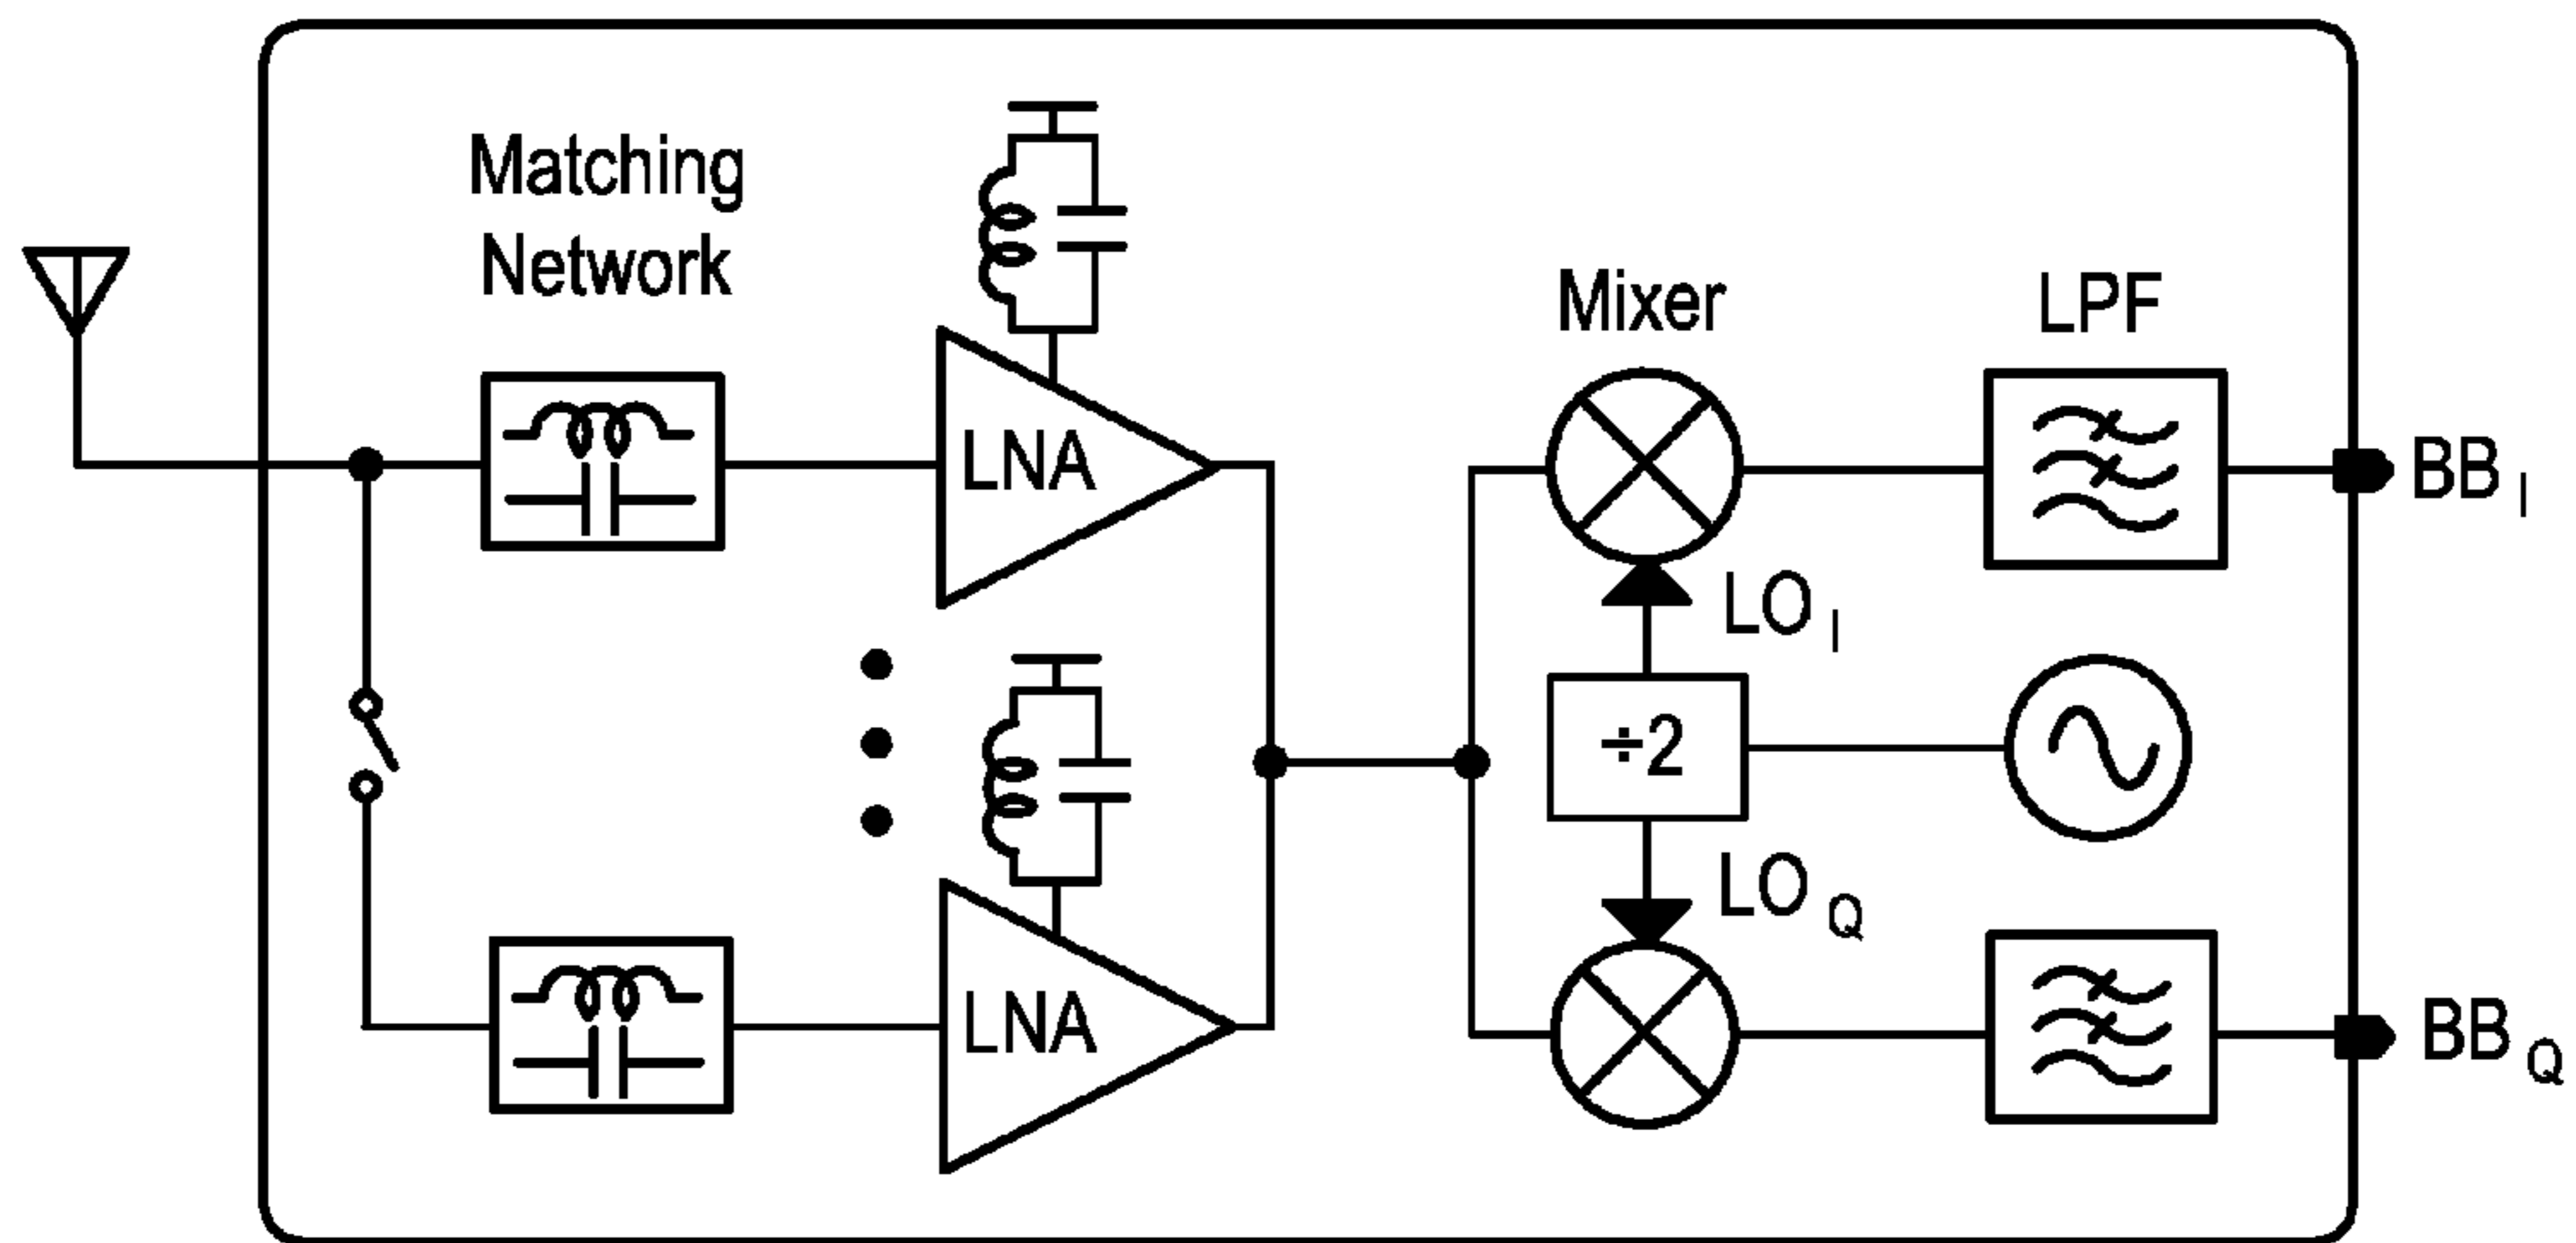 Matching
Network
Mixer
LPF
LNA
BB I
LO I
÷2
LO Q
LNA
BB Q